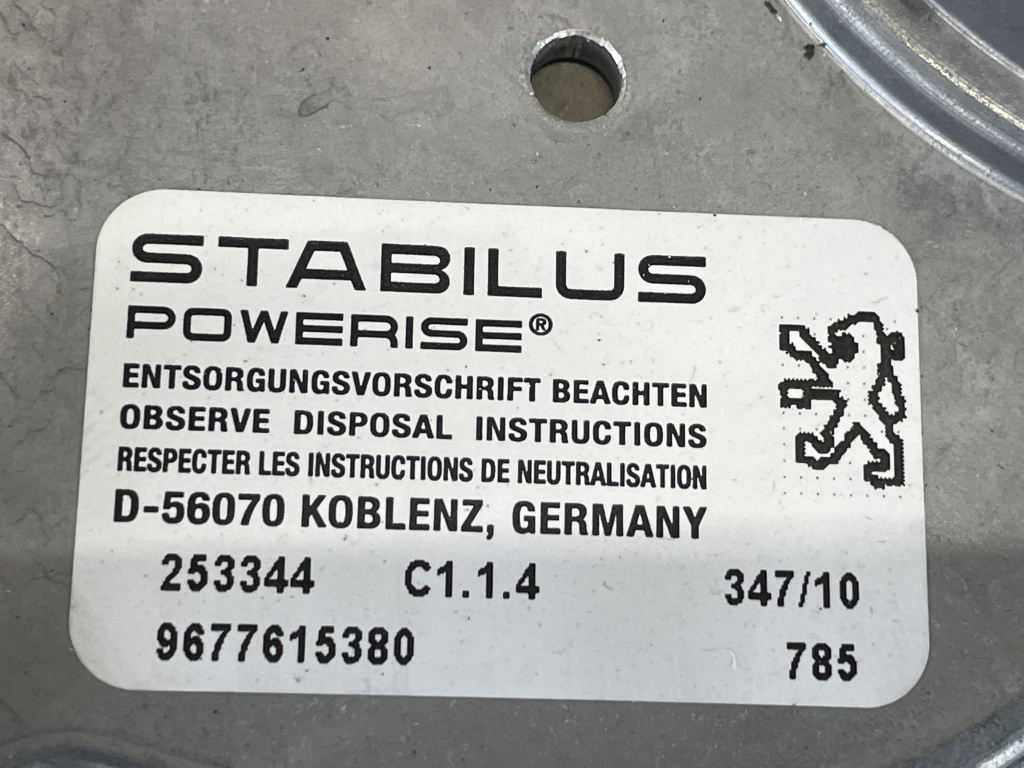 STABILUS
POWERISE®
ENTSORGUNGSVORSCHRIFT BEACHTEN
OBSERVE DISPOSAL INSTRUCTIONS
RESPECTER LES INSTRUCTIONS DE NEUTRALISATION
D-56070 KOBLENZ, GERMANY
253344 C1.1.4 347/10
9677615380 785